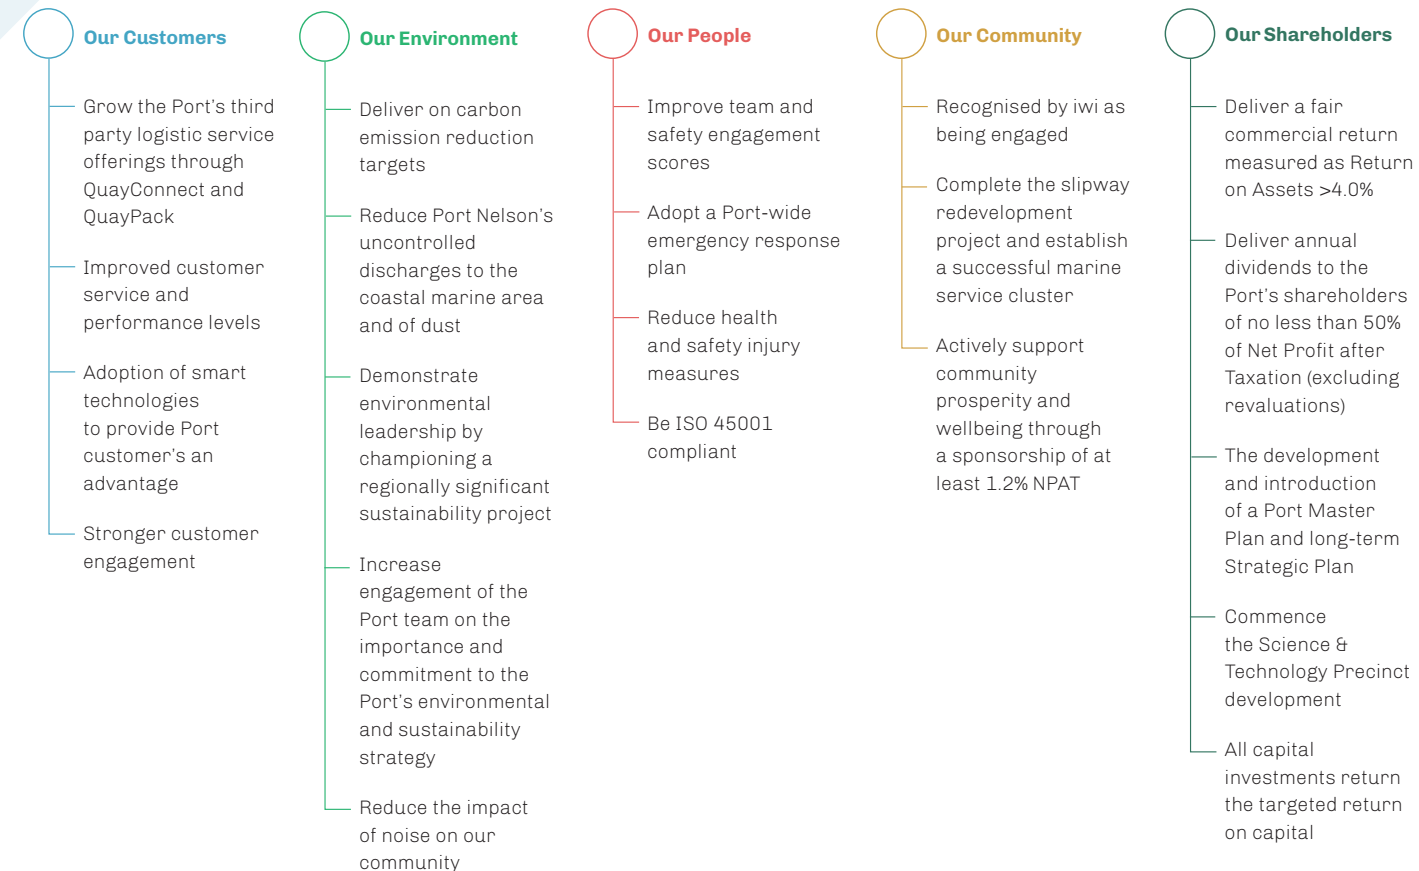 Our Customers
Grow the Port's third
party logistic service
offerings through
QuayConnect and
QuayPack
Improved customer
service and
performance levels
Adoption of smart
technologies
to provide Port
customer's an
advantage
Stronger customer
engagement
Our Environment
Deliver on carbon
emission reduction
targets
Reduce Port Nelson's
uncontrolled
discharges to the
coastal marine area
and of dust
Demonstrate
environmental
leadership by
championing a
regionally significant
sustainability project
Increase
engagement of the
Port team on the
importance and
commitment to the
Port's environmental
and sustainability
strategy
Reduce the impact
of noise on our
community
Our People
Improve team and
safety engagement
scores
Adopt a Port-wide
emergency response
plan
Reduce health
and safety injury
measures
Be ISO 45001
compliant
Our Community
Recognised by iwi as
being engaged
Complete the slipway
redevelopment
project and establish
a successful marine
service cluster
Actively support
community
prosperity and
wellbeing through
a sponsorship of at
least 1.2% NPAT
Our Shareholders
Deliver a fair
commercial return
measured as Return
on Assets >4.0%
Deliver annual
dividends to the
Port's shareholders
of no less than 50%
of Net Profit after
Taxation (excluding
revaluations)
The development
and introduction
of a Port Master
Plan and long-term
Strategic Plan
Commence
the Science &
Technology Precinct
development
All capital
investments return
the targeted return
on capital